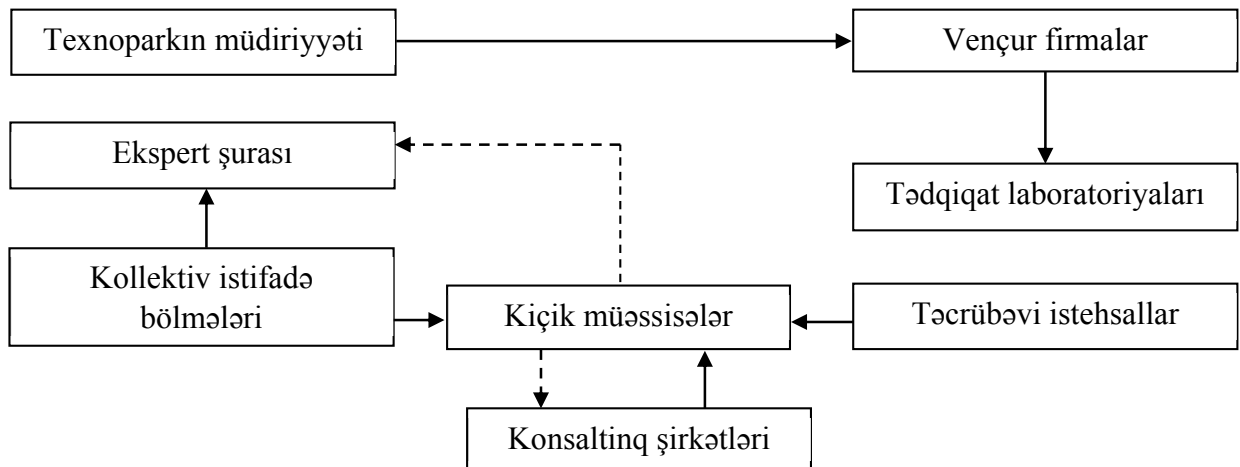 Texnoparkın müdiriyyəti
Vençur firmalar
Ekspert şurası
Tədqiqat laboratoriyaları
Kollektiv istifadə
bölmələri
Kiçik müəssisələr
Təcrübəvi istehsallar
Konsaltinq şirkətləri